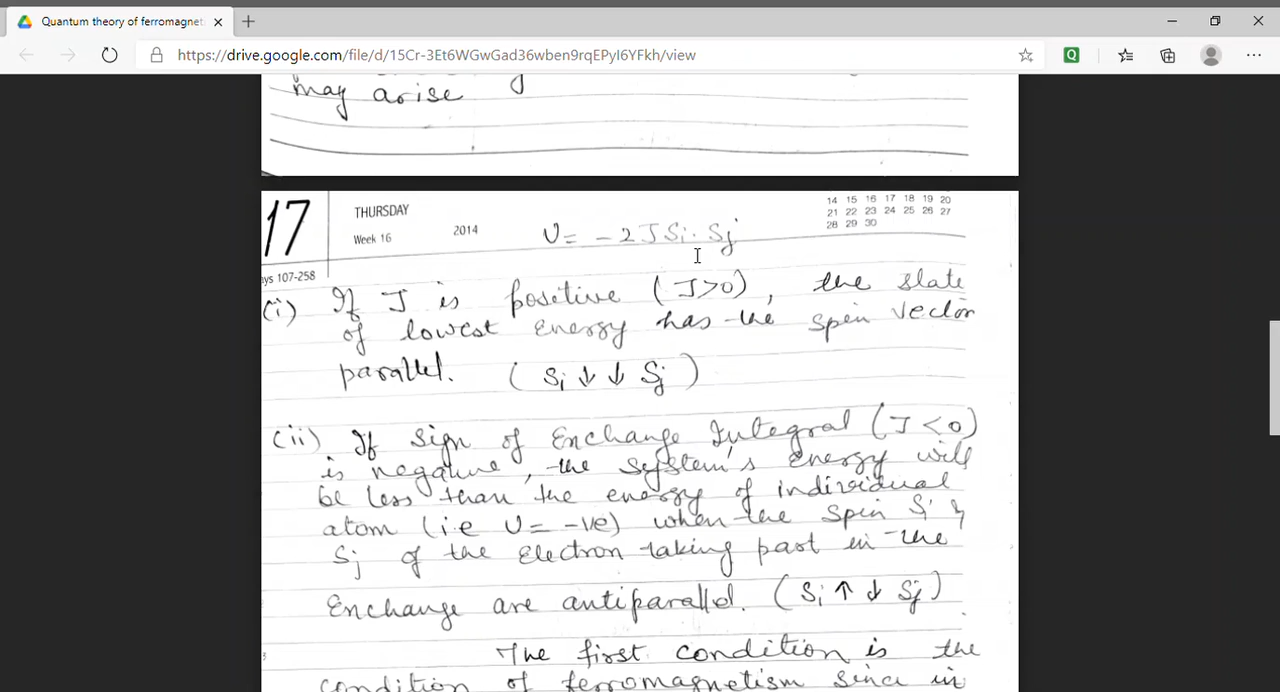 Quantum theory of ferromagnet
https://drive.google.com/file/d/15Cr-3Et6WGwGad36wben9rqEPyI6YFkh/view
may arise
17
THURSDAY
Week 16
2014
14 15 16 17 18 19 20
21 22 23 24 25 26 27
28 29 30
ys 107-258
U = - 2 J Si . Sj
(i) If J is positive (J>0), the state
of lowest energy has the spin vector
parallel. ( Si ↓ ↓ Sj )
(ii) If sign of Exchange Integral (J <0)
is negative, the system's energy will
be less than the energy of individual
atom (i.e U = -ve) when the spin Si &
Sj of the Electron taking part in the
Exchange are antiparallel. ( Si ↑ ↓ Sj )
The first condition is the
condition of ferromagnetism since in